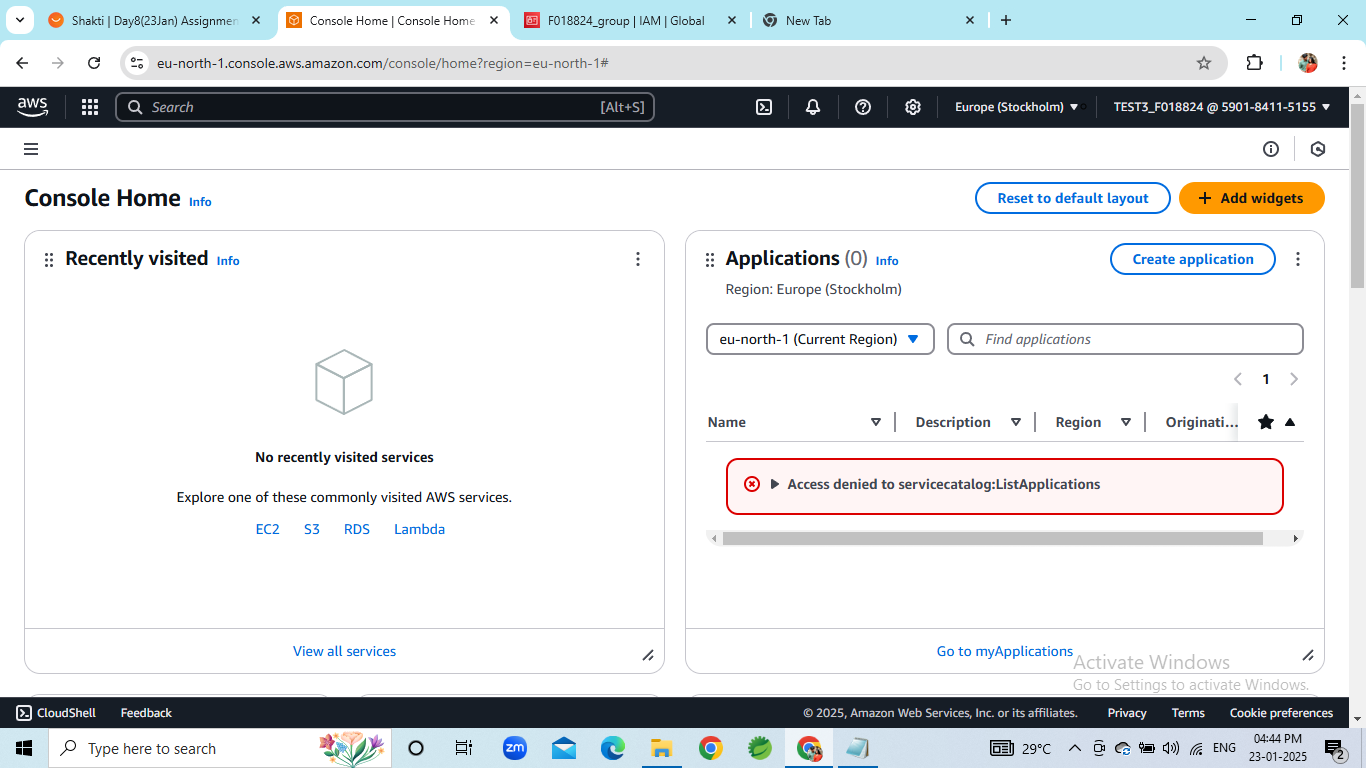 Shakti | Day8(23Jan) Assignmen
Console Home | Console Home
F018824_group | IAM | Global
New Tab
eu-north-1.console.aws.amazon.com/console/home?region=eu-north-1#
aws
Search
[Alt+S]
Europe (Stockholm)
TEST3_F018824 @ 5901-8411-5155
Console Home Info
Reset to default layout
Add widgets
Recently visited Info
No recently visited services
Explore one of these commonly visited AWS services.
EC2 S3 RDS Lambda
View all services
Applications (0) Info
Create application
Region: Europe (Stockholm)
eu-north-1 (Current Region)
Find applications
1
Name Description Region Originati...
Access denied to servicecatalog:ListApplications
Go to myApplications
Activate Windows
Go to Settings to activate Windows.
CloudShell Feedback
© 2025, Amazon Web Services, Inc. or its affiliates. Privacy Terms Cookie preferences
Type here to search
zm
29°C
ENG
04:44 PM
23-01-2025
2